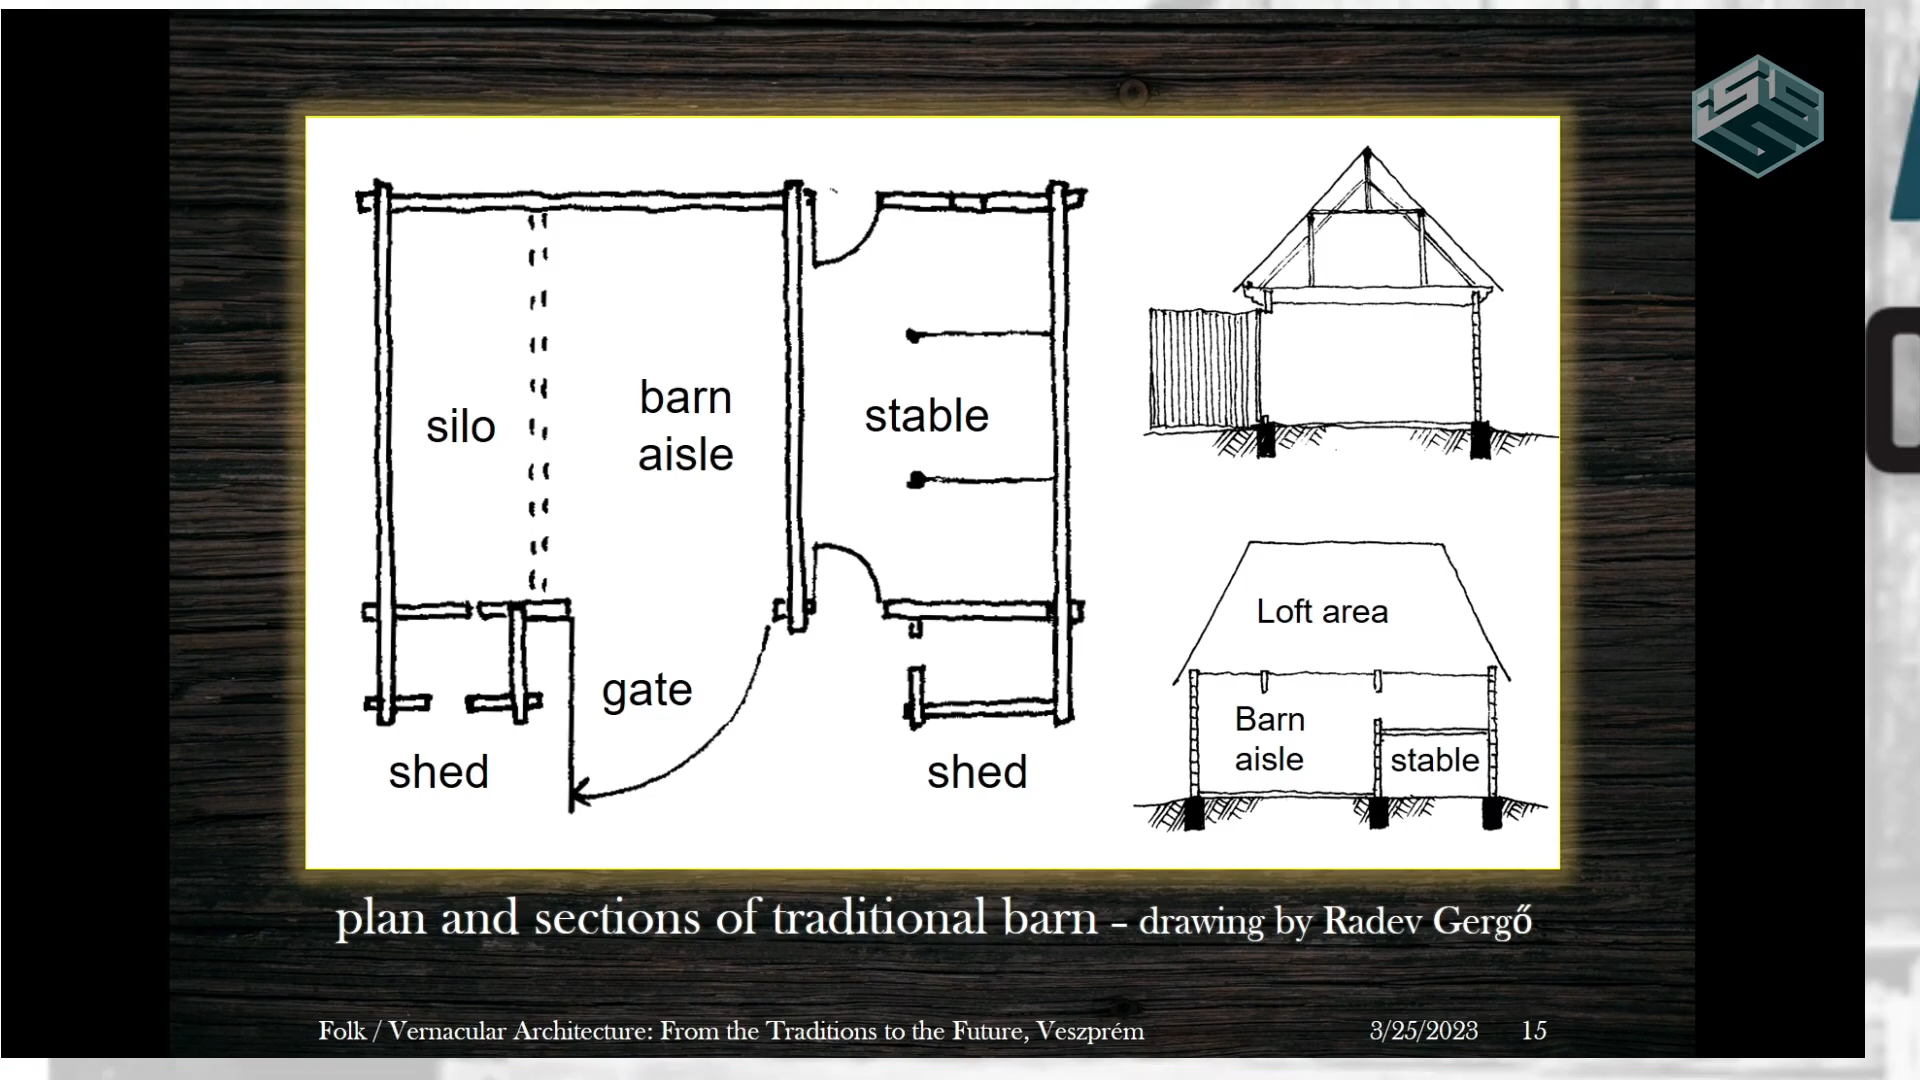 silo
barn
aisle
stable
gate
shed
shed
Loft area
Barn
aisle
stable
plan and sections of traditional barn – drawing by Radev Gergő
Folk / Vernacular Architecture: From the Traditions to the Future, Veszprém
3/25/2023
15